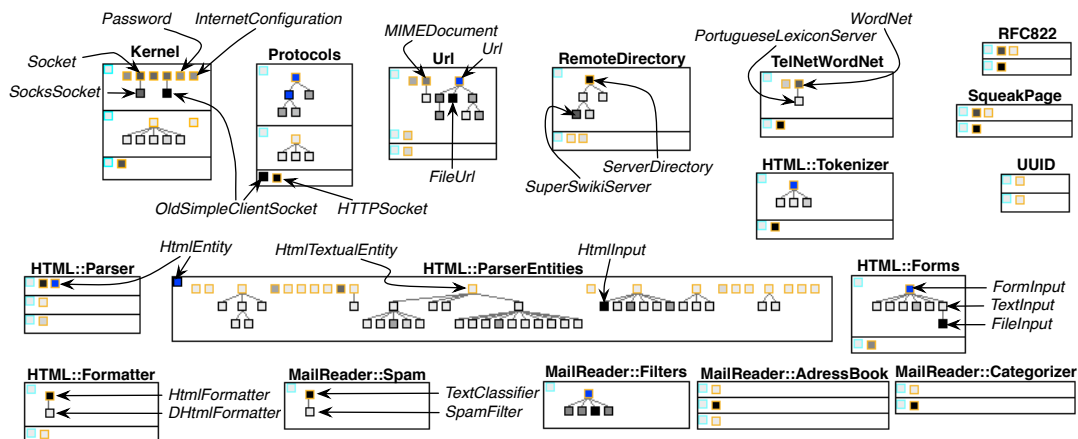 Password
InternetConfiguration
WordNet
MIMEDocument
Url
PortugueseLexiconServer
RFC822
Socket
Kernel
Protocols
Url
RemoteDirectory
TelNetWordNet
SocksSocket
SqueakPage
FileUrl
ServerDirectory
SuperSwikiServer
HTML::Tokenizer
UUID
OldSimpleClientSocket
HTTPSocket
HtmlEntity
HtmlTextualEntity
HtmlInput
HTML::Parser
HTML::ParserEntities
HTML::Forms
FormInput
TextInput
FileInput
HTML::Formatter
MailReader::Spam
MailReader::Filters
MailReader::AdressBook
MailReader::Categorizer
HtmlFormatter
TextClassifier
DHtmlFormatter
SpamFilter